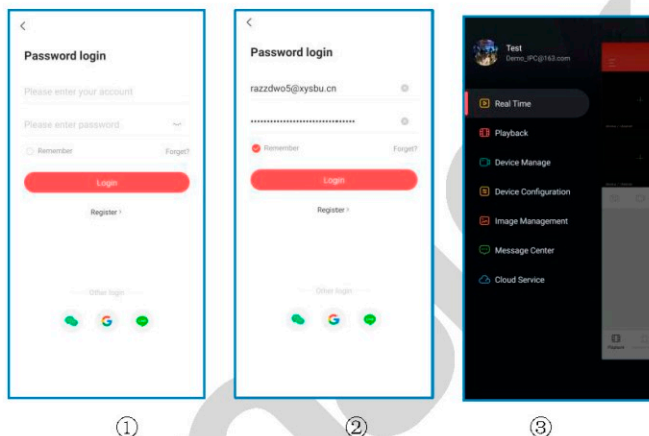 Password login
Please enter your account
Please enter password
Remember Forget?
Login
Register ›
Other login
①
Password login
razzdwo5@xysbu.cn
Remember Forget?
Login
Register ›
Other login
②
Test
Demo_IPC@163.com
Real Time
Playback
Device Manage
Device Configuration
Image Management
Message Center
Cloud Service
Playback
③